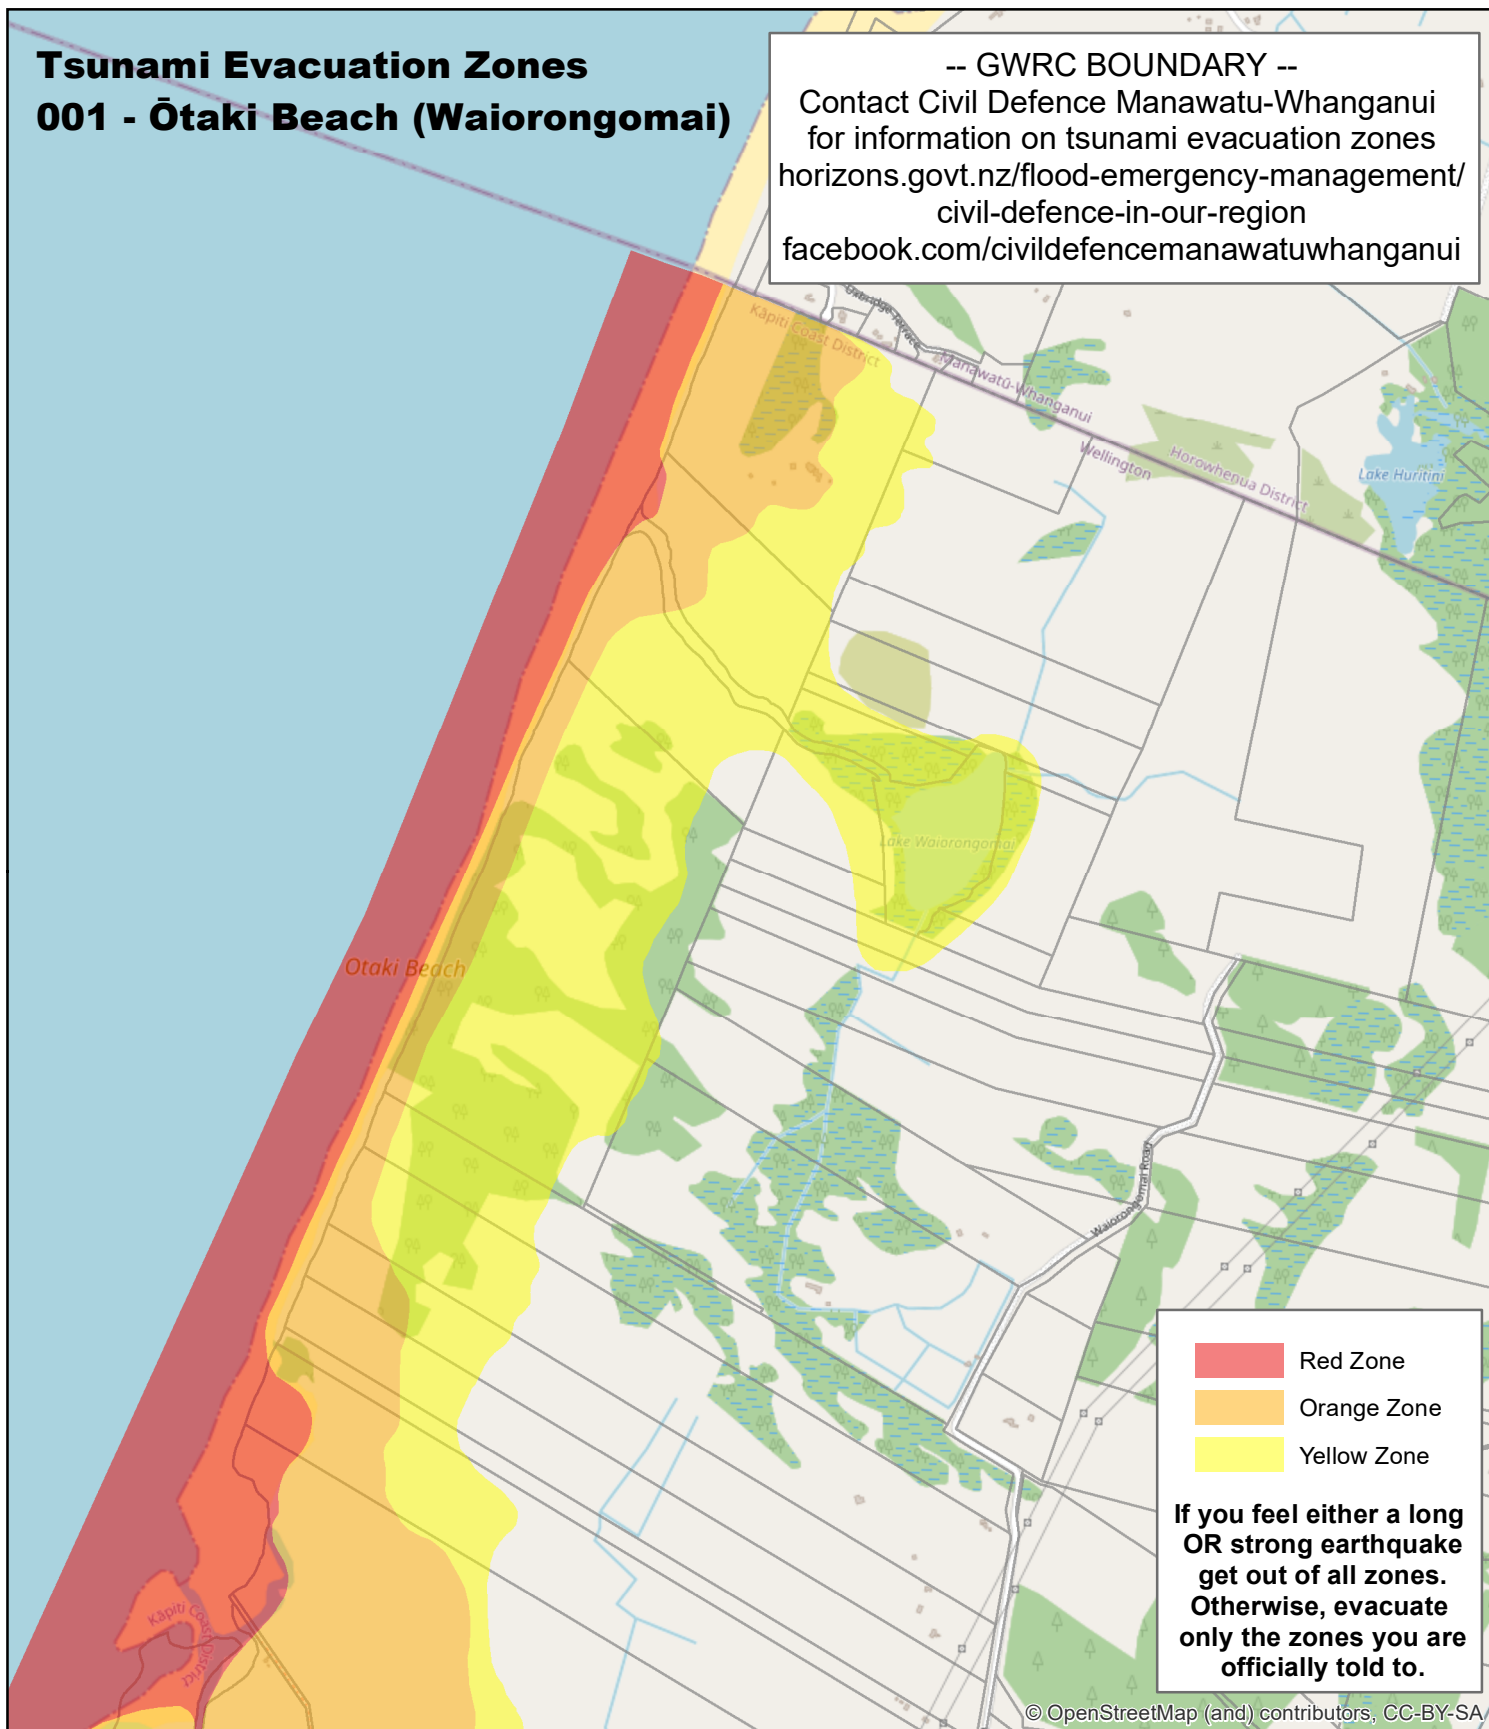 Tsunami Evacuation Zones
001 - Ōtaki Beach (Waiorongomai)
-- GWRC BOUNDARY --
Contact Civil Defence Manawatu-Whanganui
for information on tsunami evacuation zones
horizons.govt.nz/flood-emergency-management/
civil-defence-in-our-region
facebook.com/civildefencemanawatuwhanganui
Uxbridge Terrace
Kāpiti Coast District
Manawatū-Whanganui
Wellington
Horowhenua District
Lake Huritini
Lake Waiorongomai
Otaki Beach
Waiorongomai Road
Kāpiti Coast District
Red Zone
Orange Zone
Yellow Zone
If you feel either a long
OR strong earthquake
get out of all zones.
Otherwise, evacuate
only the zones you are
officially told to.
© OpenStreetMap (and) contributors, CC-BY-SA